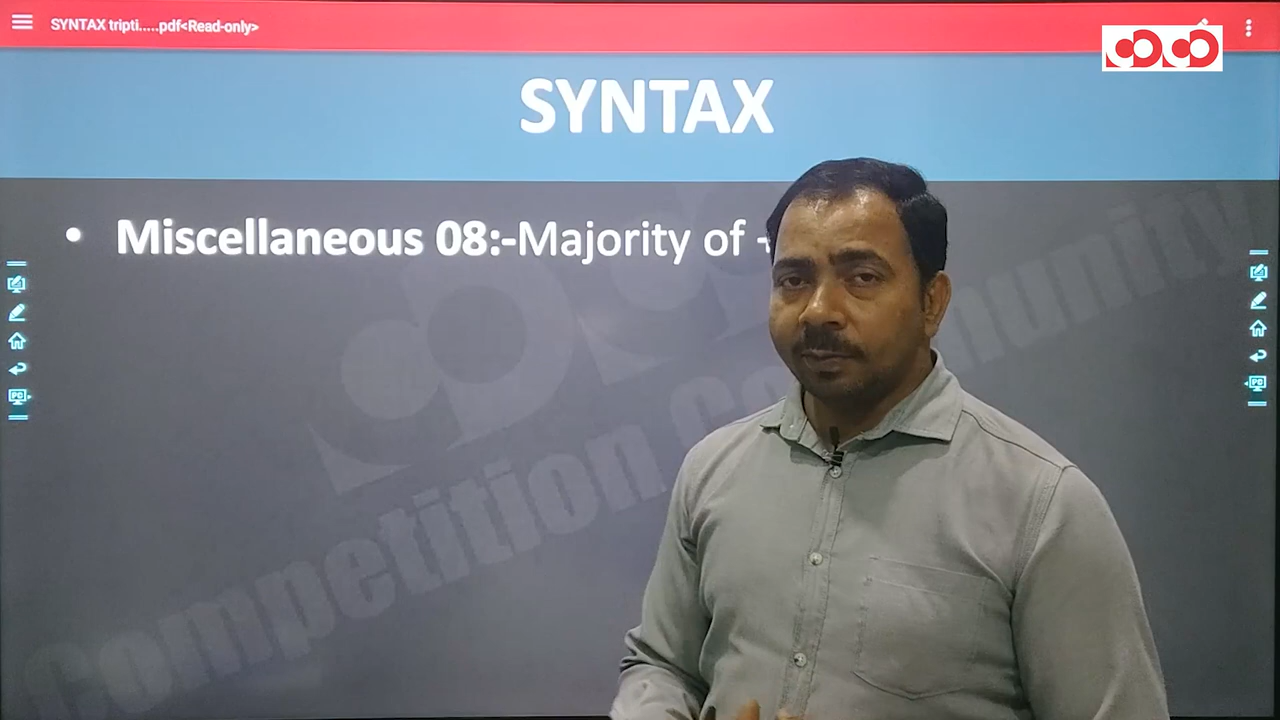 SYNTAX tripti.....pdf<Read-only>
SYNTAX
• Miscellaneous 08:-Majority of -
Competition Community